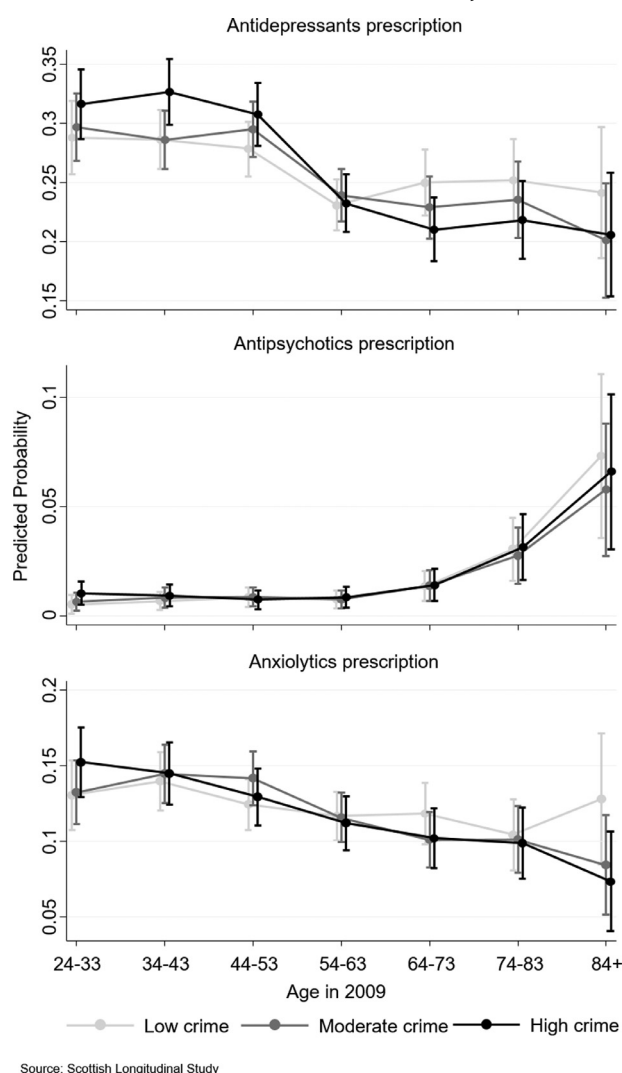 Antidepressants prescription
0.35
0.3
0.25
0.2
0.15
Antipsychotics prescription
0.1
0.05
0
Predicted Probability
Anxiolytics prescription
0.2
0.15
0.1
0.05
24-33 34-43 44-53 54-63 64-73 74-83 84+
Age in 2009
Low crime Moderate crime High crime
Source: Scottish Longitudinal Study